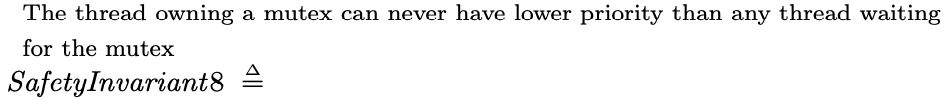 The thread owning a mutex can never have lower priority than any thread waiting
for the mutex
SafetyInvariant8 ≜